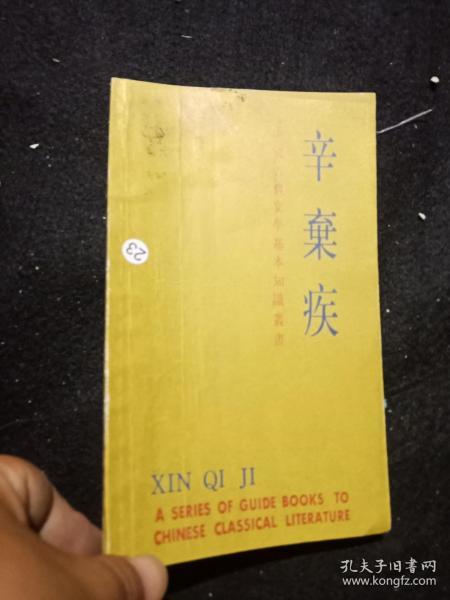 辛棄疾
中國古典文學基本知識叢書
23
XIN QI JI
A SERIES OF GUIDE BOOKS TO
CHINESE CLASSICAL LITERATURE
孔夫子旧书网
www.kongfz.com